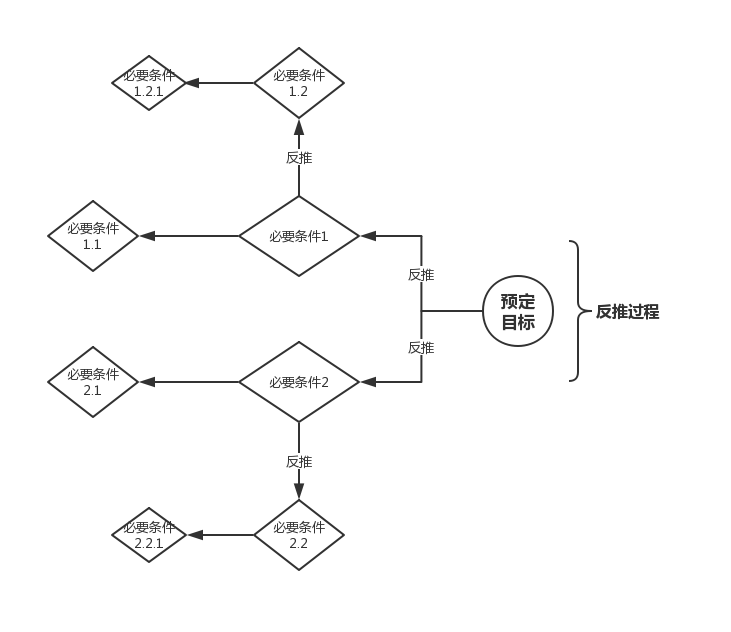 必要条件
1.2.1
必要条件
1.2
反推
必要条件
1.1
必要条件1
反推
预定
目标
反推过程
反推
必要条件
2.1
必要条件2
反推
必要条件
2.2.1
必要条件
2.2